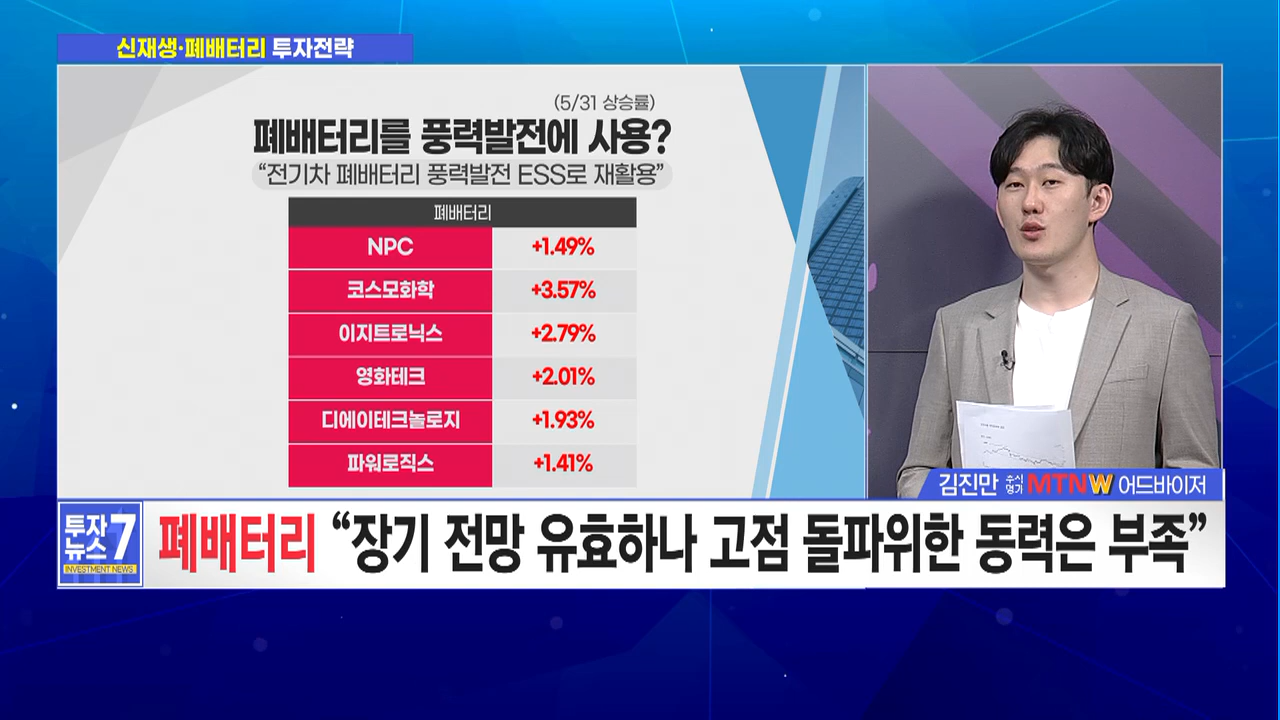 신재생·폐배터리 투자전략
(5/31 상승률)
폐배터리를 풍력발전에 사용?
“전기차 폐배터리 풍력발전 ESS로 재활용”
폐배터리
NPC +1.49%
코스모화학 +3.57%
이지트로닉스 +2.79%
영화테크 +2.01%
디에이테크놀로지 +1.93%
파워로직스 +1.41%
김진만 주식명가 MTNW 어드바이저
투자
뉴스 7
INVESTMENT NEWS
폐배터리 “장기 전망 유효하나 고점 돌파위한 동력은 부족”